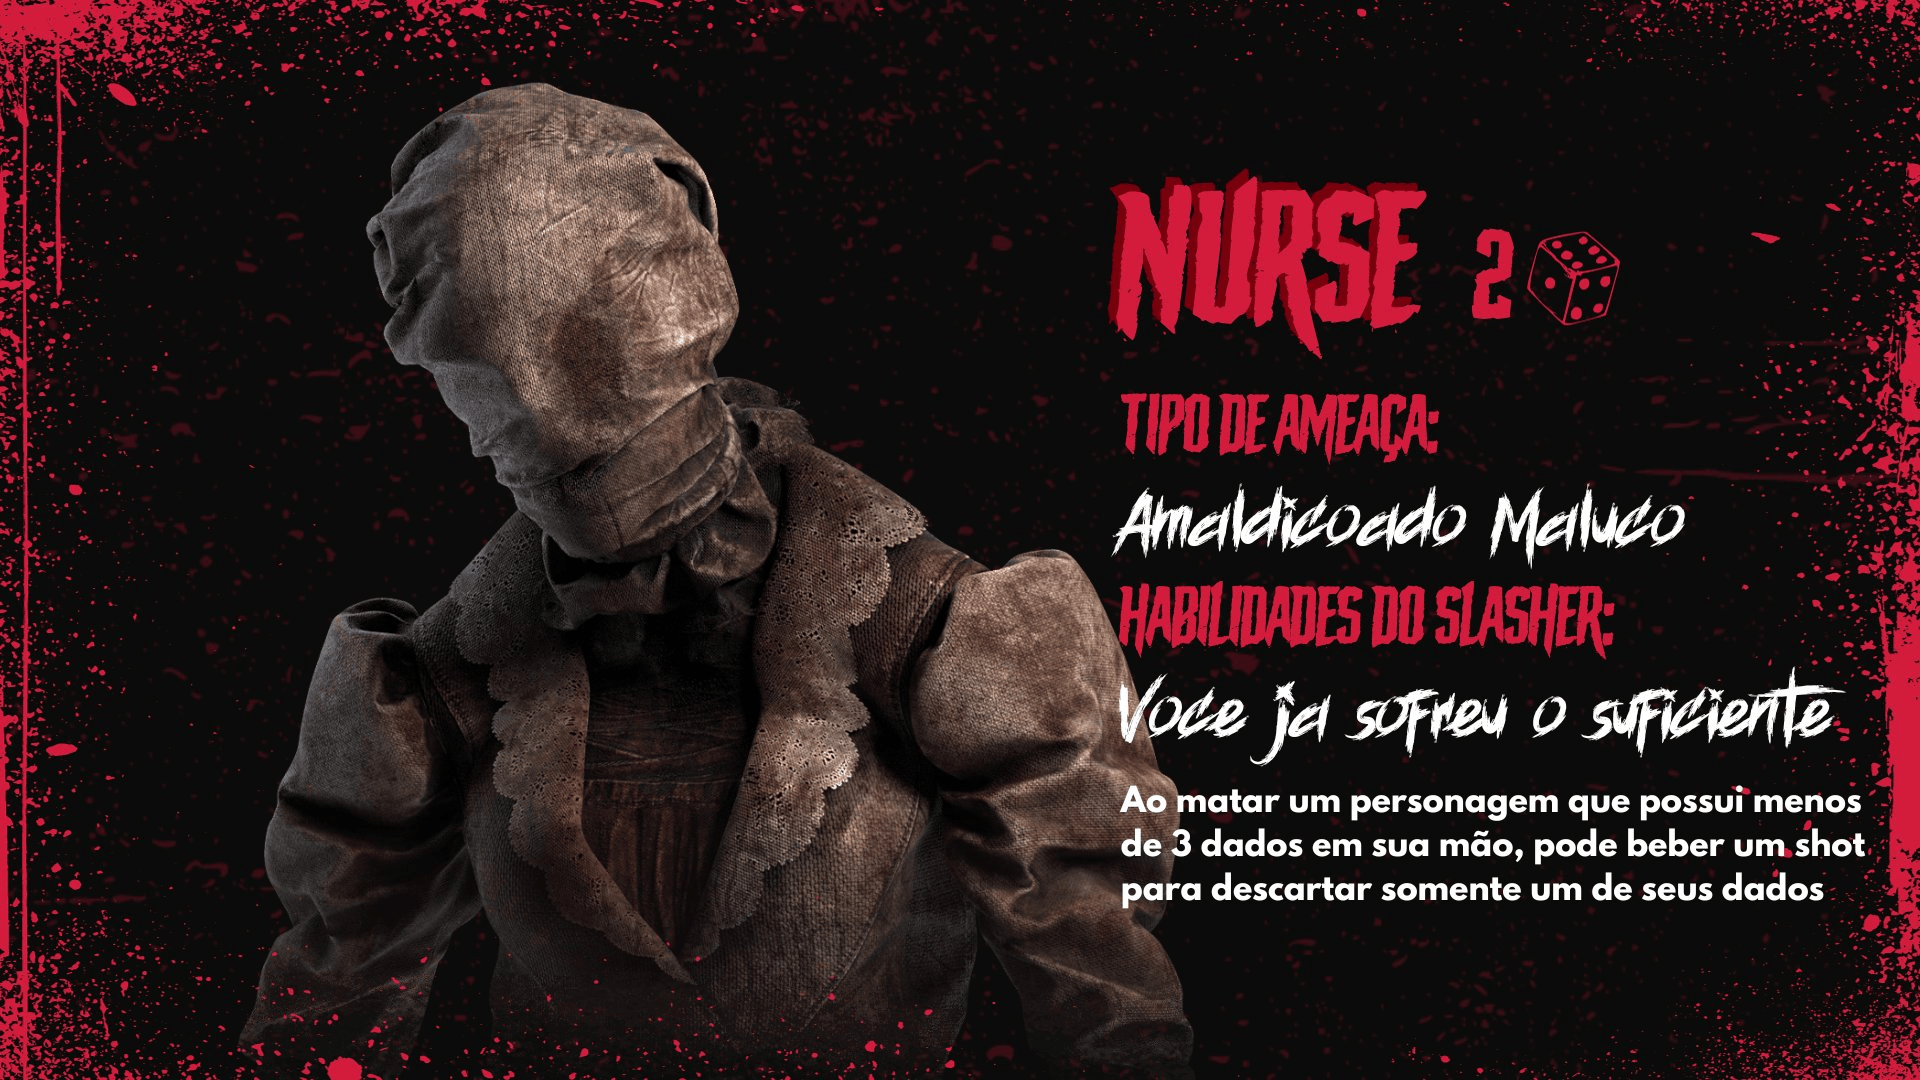 NURSE 2
TIPO DE AMEAÇA:
Amaldicoado Maluco
HABILIDADES DO SLASHER:
Voce ja sofreu o suficiente
Ao matar um personagem que possui menos
de 3 dados em sua mão, pode beber um shot
para descartar somente um de seus dados